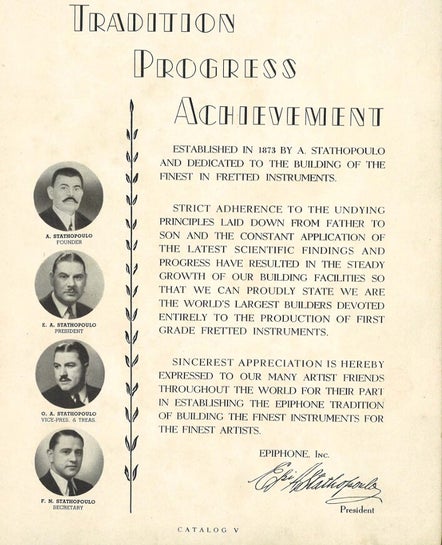 TRADITION
PROGRESS
ACHIEVEMENT
ESTABLISHED IN 1873 BY A. STATHOPOULO
AND DEDICATED TO THE BUILDING OF THE
FINEST IN FRETTED INSTRUMENTS.
STRICT ADHERENCE TO THE UNDYING
PRINCIPLES LAID DOWN FROM FATHER TO
SON AND THE CONSTANT APPLICATION OF
THE LATEST SCIENTIFIC FINDINGS AND
PROGRESS HAVE RESULTED IN THE STEADY
GROWTH OF OUR BUILDING FACILITIES SO
THAT WE CAN PROUDLY STATE WE ARE
THE WORLD'S LARGEST BUILDERS DEVOTED
ENTIRELY TO THE PRODUCTION OF FIRST
GRADE FRETTED INSTRUMENTS.
SINCEREST APPRECIATION IS HEREBY
EXPRESSED TO OUR MANY ARTIST FRIENDS
THROUGHOUT THE WORLD FOR THEIR PART
IN ESTABLISHING THE EPIPHONE TRADITION
OF BUILDING THE FINEST INSTRUMENTS FOR
THE FINEST ARTISTS.
EPIPHONE, Inc.
Epi A Stathopoulo
President
A. STATHOPOULO
FOUNDER
E. A. STATHOPOULO
PRESIDENT
O. A. STATHOPOULO
VICE-PRES. & TREAS.
F. N. STATHOPOULO
SECRETARY
CATALOG V